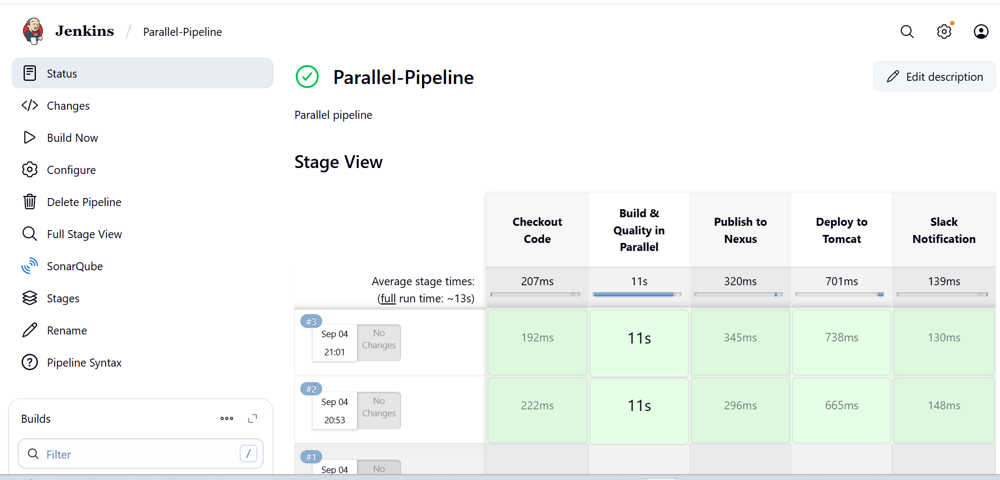 Jenkins / Parallel-Pipeline
Status
Changes
Build Now
Configure
Delete Pipeline
Full Stage View
SonarQube
Stages
Rename
Pipeline Syntax
Builds
Filter /
Parallel-Pipeline
Edit description
Parallel pipeline
Stage View
Checkout
Code
Build &
Quality in
Parallel
Publish to
Nexus
Deploy to
Tomcat
Slack
Notification
Average stage times:
(full run time: ~13s)
207ms 11s 320ms 701ms 139ms
#3
Sep 04
21:01
No
Changes
192ms 11s 345ms 738ms 130ms
#2
Sep 04
20:53
No
Changes
222ms 11s 296ms 665ms 148ms
#1
Sep 04
No